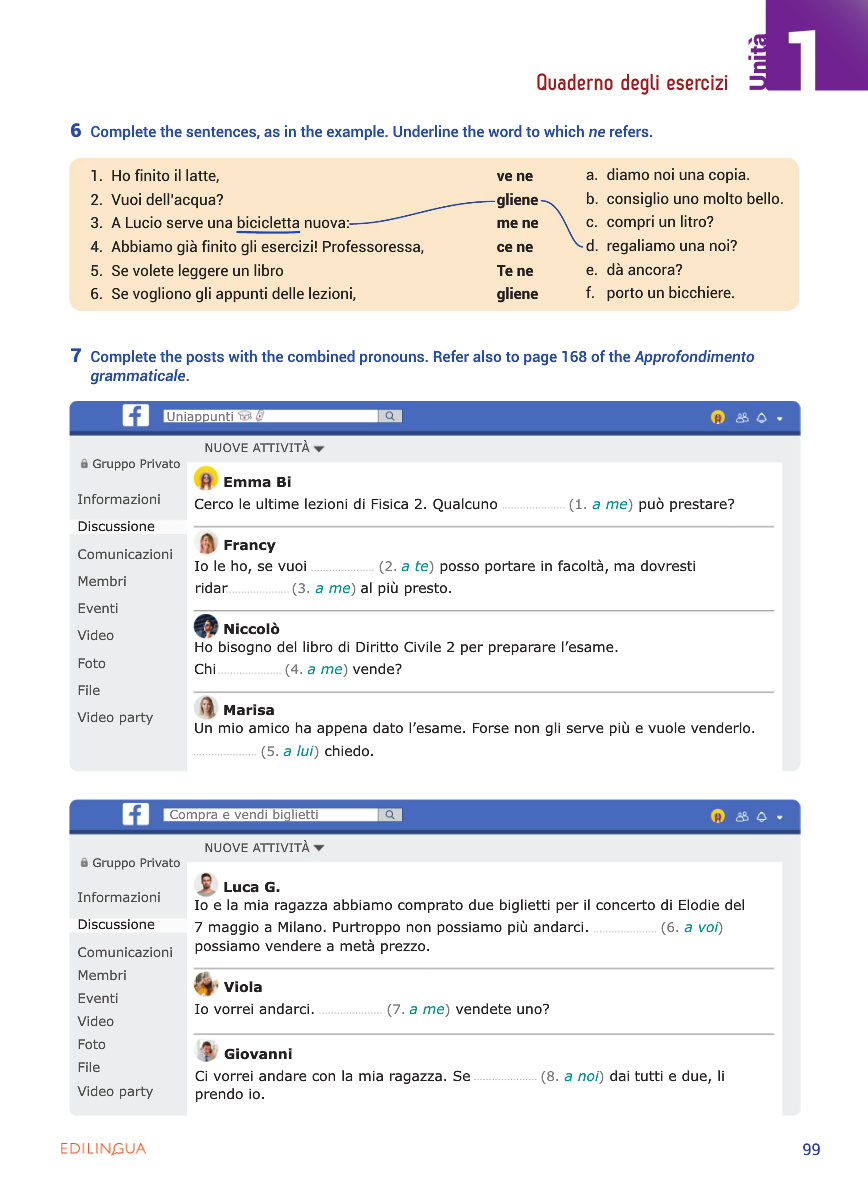 Unità 1
Quaderno degli esercizi
6 Complete the sentences, as in the example. Underline the word to which ne refers.
1. Ho finito il latte, ve ne a. diamo noi una copia.
2. Vuoi dell'acqua? gliene b. consiglio uno molto bello.
3. A Lucio serve una bicicletta nuova: me ne c. compri un litro?
4. Abbiamo già finito gli esercizi! Professoressa, ce ne d. regaliamo una noi?
5. Se volete leggere un libro Te ne e. dà ancora?
6. Se vogliono gli appunti delle lezioni, gliene f. porto un bicchiere.
7 Complete the posts with the combined pronouns. Refer also to page 168 of the Approfondimento
grammaticale.
f Uniappunti
NUOVE ATTIVITÀ
Gruppo Privato
Informazioni
Discussione
Comunicazioni
Membri
Eventi
Video
Foto
File
Video party
Emma Bi
Cerco le ultime lezioni di Fisica 2. Qualcuno ..................... (1. a me) può prestare?
Francy
Io le ho, se vuoi ..................... (2. a te) posso portare in facoltà, ma dovresti
ridar..................... (3. a me) al più presto.
Niccolò
Ho bisogno del libro di Diritto Civile 2 per preparare l'esame.
Chi ..................... (4. a me) vende?
Marisa
Un mio amico ha appena dato l'esame. Forse non gli serve più e vuole venderlo.
..................... (5. a lui) chiedo.
f Compra e vendi biglietti
NUOVE ATTIVITÀ
Gruppo Privato
Informazioni
Discussione
Comunicazioni
Membri
Eventi
Video
Foto
File
Video party
Luca G.
Io e la mia ragazza abbiamo comprato due biglietti per il concerto di Elodie del
7 maggio a Milano. Purtroppo non possiamo più andarci. ..................... (6. a voi)
possiamo vendere a metà prezzo.
Viola
Io vorrei andarci. ..................... (7. a me) vendete uno?
Giovanni
Ci vorrei andare con la mia ragazza. Se ..................... (8. a noi) dai tutti e due, li
prendo io.
EDILINGUA
99